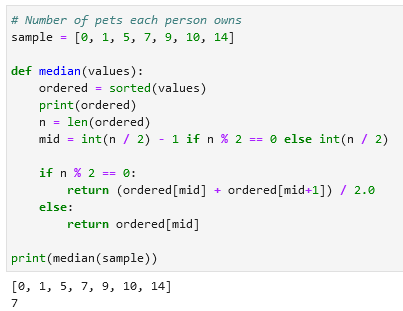 # Number of pets each person owns
sample = [0, 1, 5, 7, 9, 10, 14]

def median(values):
    ordered = sorted(values)
    print(ordered)
    n = len(ordered)
    mid = int(n / 2) - 1 if n % 2 == 0 else int(n / 2)

    if n % 2 == 0:
        return (ordered[mid] + ordered[mid+1]) / 2.0
    else:
        return ordered[mid]

print(median(sample))
[0, 1, 5, 7, 9, 10, 14]
7